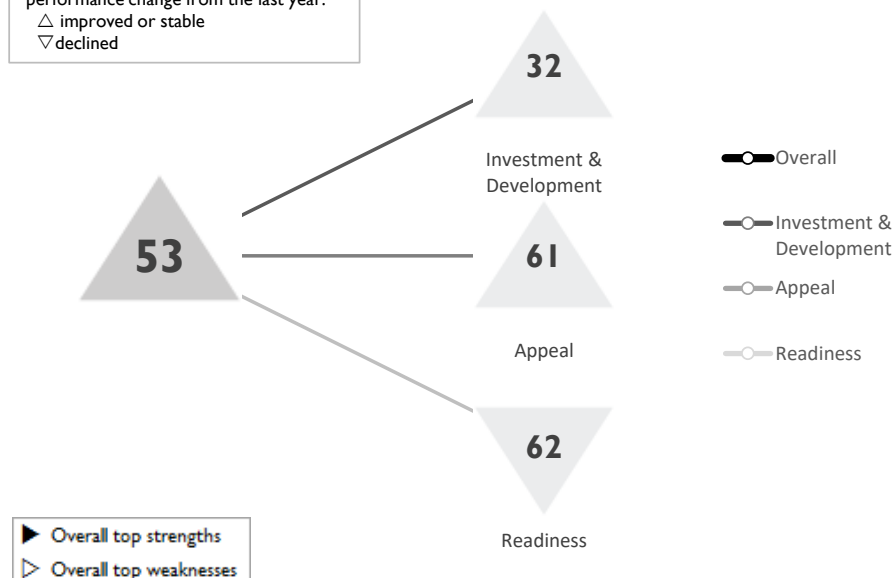 performance change from the last year:
△ improved or stable
▽ declined
32
Investment &
Development
53
61
Appeal
62
Readiness
Overall
Investment &
Development
Appeal
Readiness
▶ Overall top strengths
▷ Overall top weaknesses